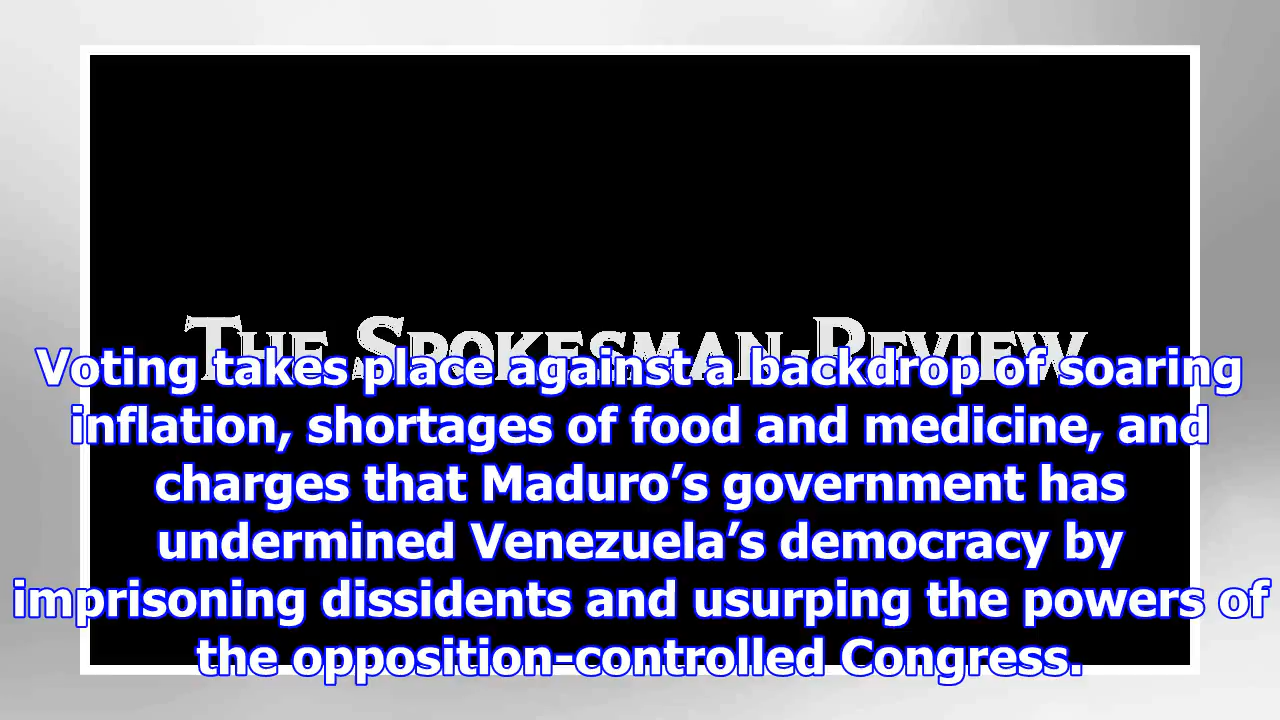 The Spokesman-Review
Voting takes place against a backdrop of soaring
inflation, shortages of food and medicine, and
charges that Maduro’s government has
undermined Venezuela’s democracy by
imprisoning dissidents and usurping the powers of
the opposition-controlled Congress.